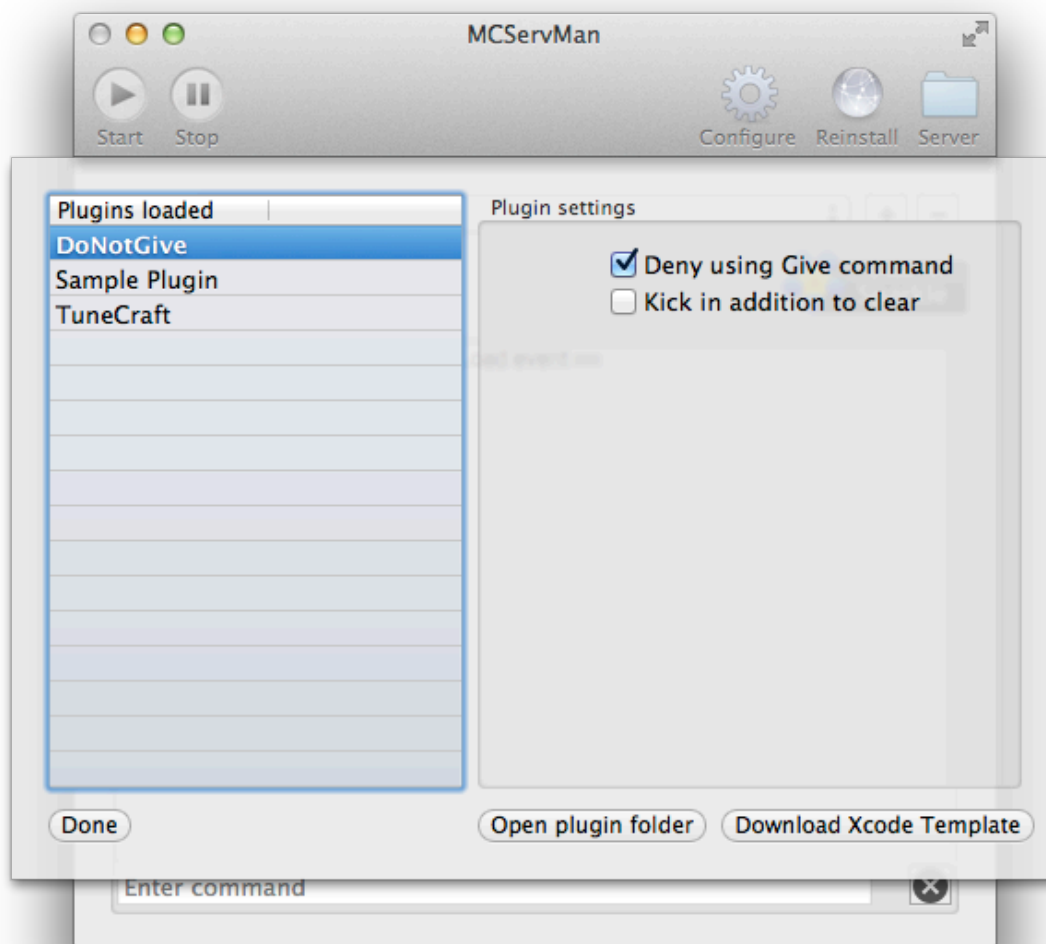 MCServMan
Start Stop Configure Reinstall Server
Plugins loaded
DoNotGive
Sample Plugin
TuneCraft
Plugin settings
Deny using Give command
Kick in addition to clear
Done
Open plugin folder
Download Xcode Template
Enter command